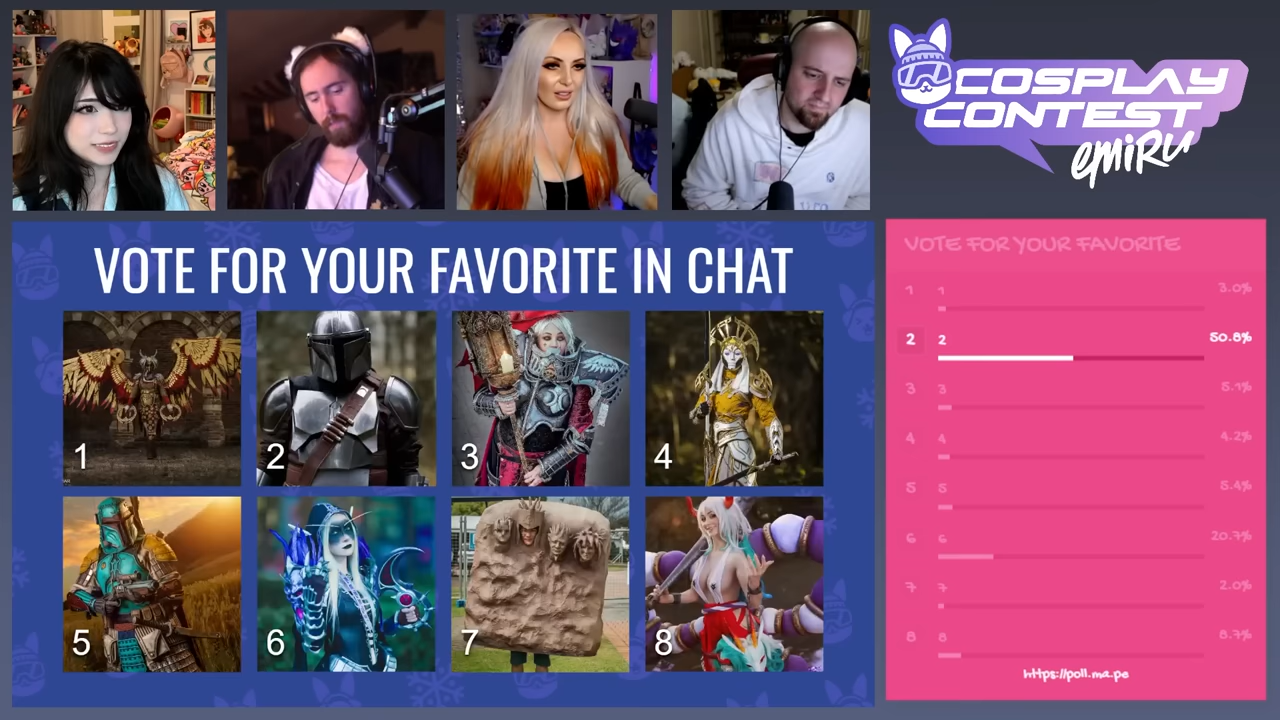 COSPLAY
CONTEST
emiru
VOTE FOR YOUR FAVORITE IN CHAT
1
2
3
4
5
6
7
8
VOTE FOR YOUR FAVORITE
1 1 3.0%
2 2 50.8%
3 3 5.1%
4 4 4.2%
5 5 5.4%
6 6 20.7%
7 7 2.0%
8 8 8.7%
https://poll.ma.pe